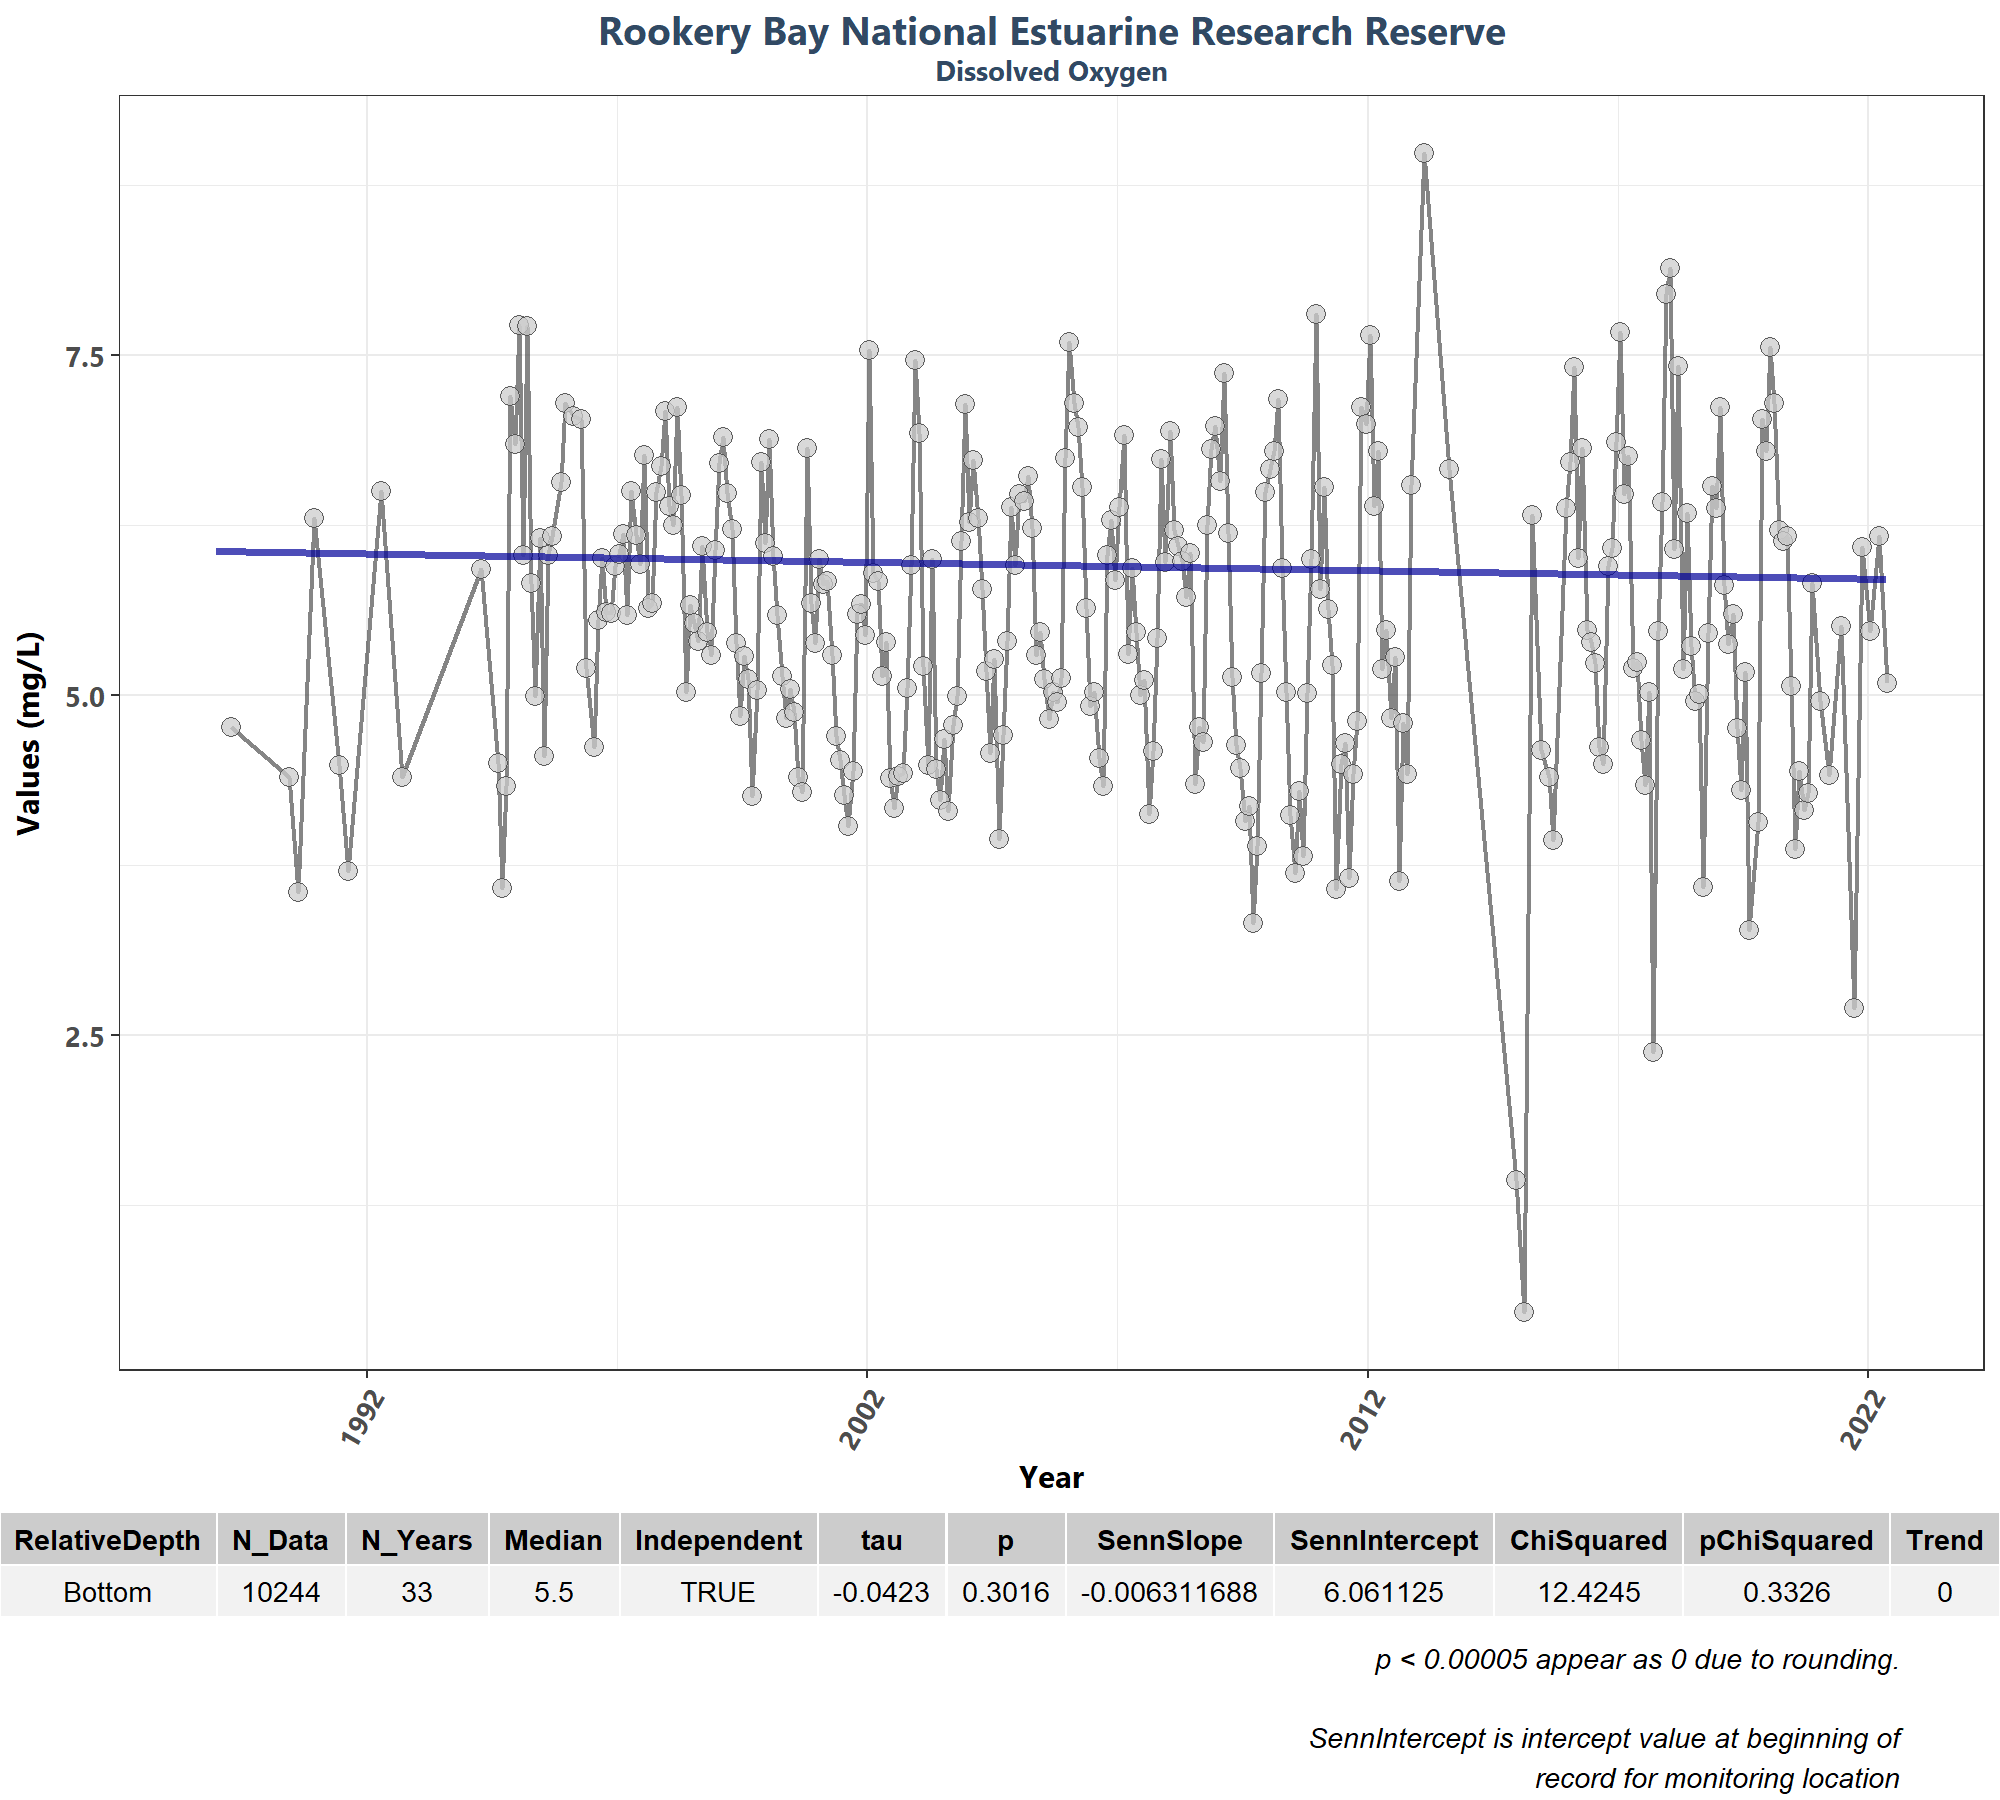 Rookery Bay National Estuarine Research Reserve
Dissolved Oxygen
Values (mg/L)
7.5
5.0
2.5
1992 2002 2012 2022
Year
RelativeDepth N_Data N_Years Median Independent tau p SennSlope SennIntercept ChiSquared pChiSquared Trend
Bottom 10244 33 5.5 TRUE -0.0423 0.3016 -0.006311688 6.061125 12.4245 0.3326 0
p < 0.00005 appear as 0 due to rounding.
SennIntercept is intercept value at beginning of
record for monitoring location